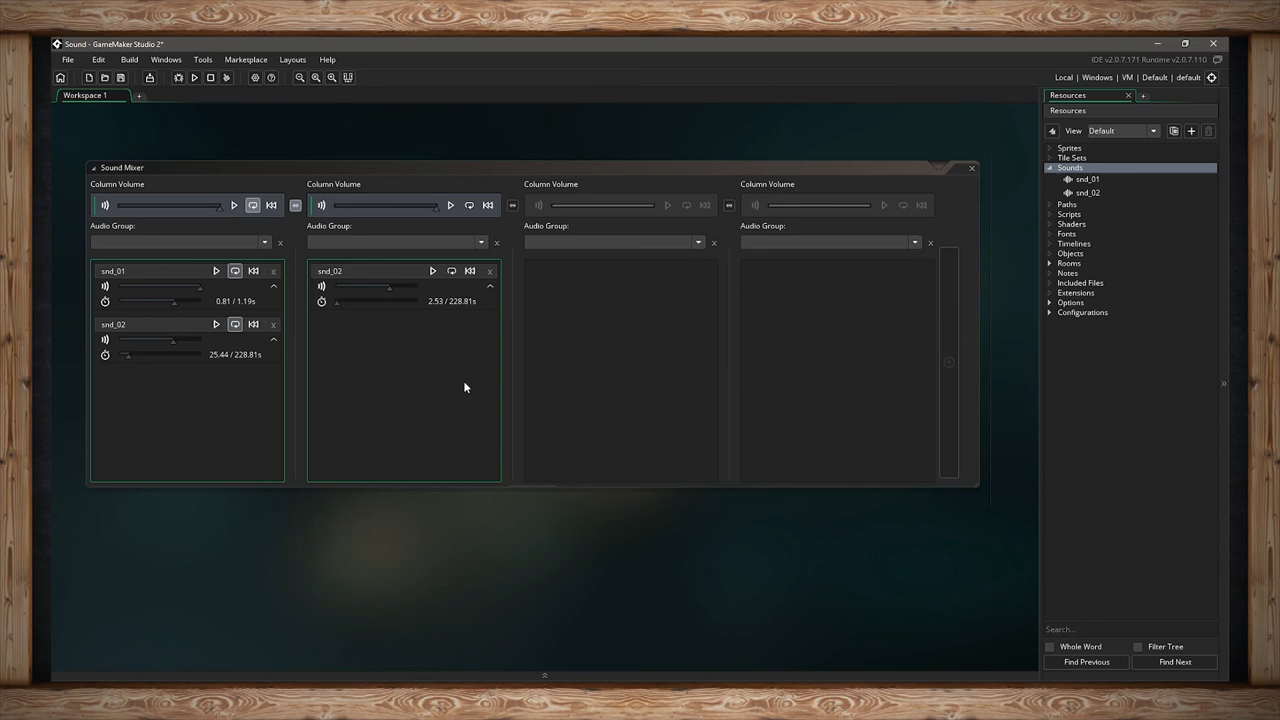 Sound - GameMaker Studio 2*
File Edit Build Windows Tools Marketplace Layouts Help
IDE v2.0.7.171 Runtime v2.0.7.110
Local | Windows | VM | Default | default
Workspace 1
Resources
Resources
View Default
Sprites
Tile Sets
Sounds
snd_01
snd_02
Paths
Scripts
Shaders
Fonts
Timelines
Objects
Rooms
Notes
Included Files
Extensions
Options
Configurations
Search...
Whole Word Filter Tree
Find Previous Find Next
Sound Mixer
Column Volume Column Volume Column Volume Column Volume
Audio Group: Audio Group: Audio Group: Audio Group:
snd_01
0.81 / 1.19s
snd_02
25.44 / 228.81s
snd_02
2.53 / 228.81s